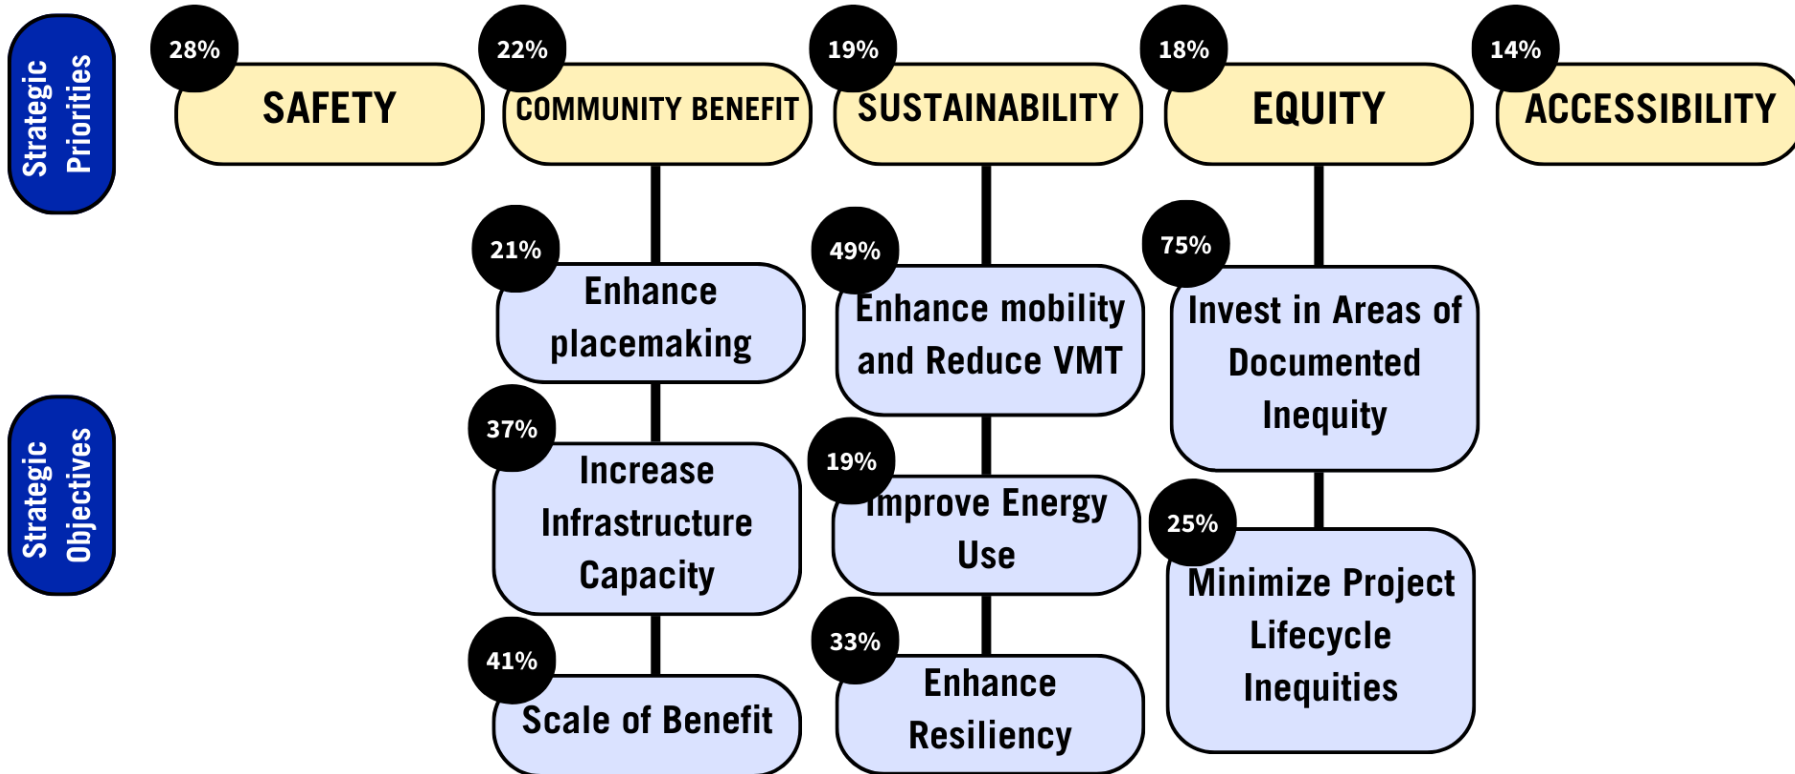 Strategic
Priorities
28%
SAFETY
22%
COMMUNITY BENEFIT
19%
SUSTAINABILITY
18%
EQUITY
14%
ACCESSIBILITY
Strategic
Objectives
21%
Enhance
placemaking
37%
Increase
Infrastructure
Capacity
41%
Scale of Benefit
49%
Enhance mobility
and Reduce VMT
19%
Improve Energy
Use
33%
Enhance
Resiliency
75%
Invest in Areas of
Documented
Inequity
25%
Minimize Project
Lifecycle
Inequities